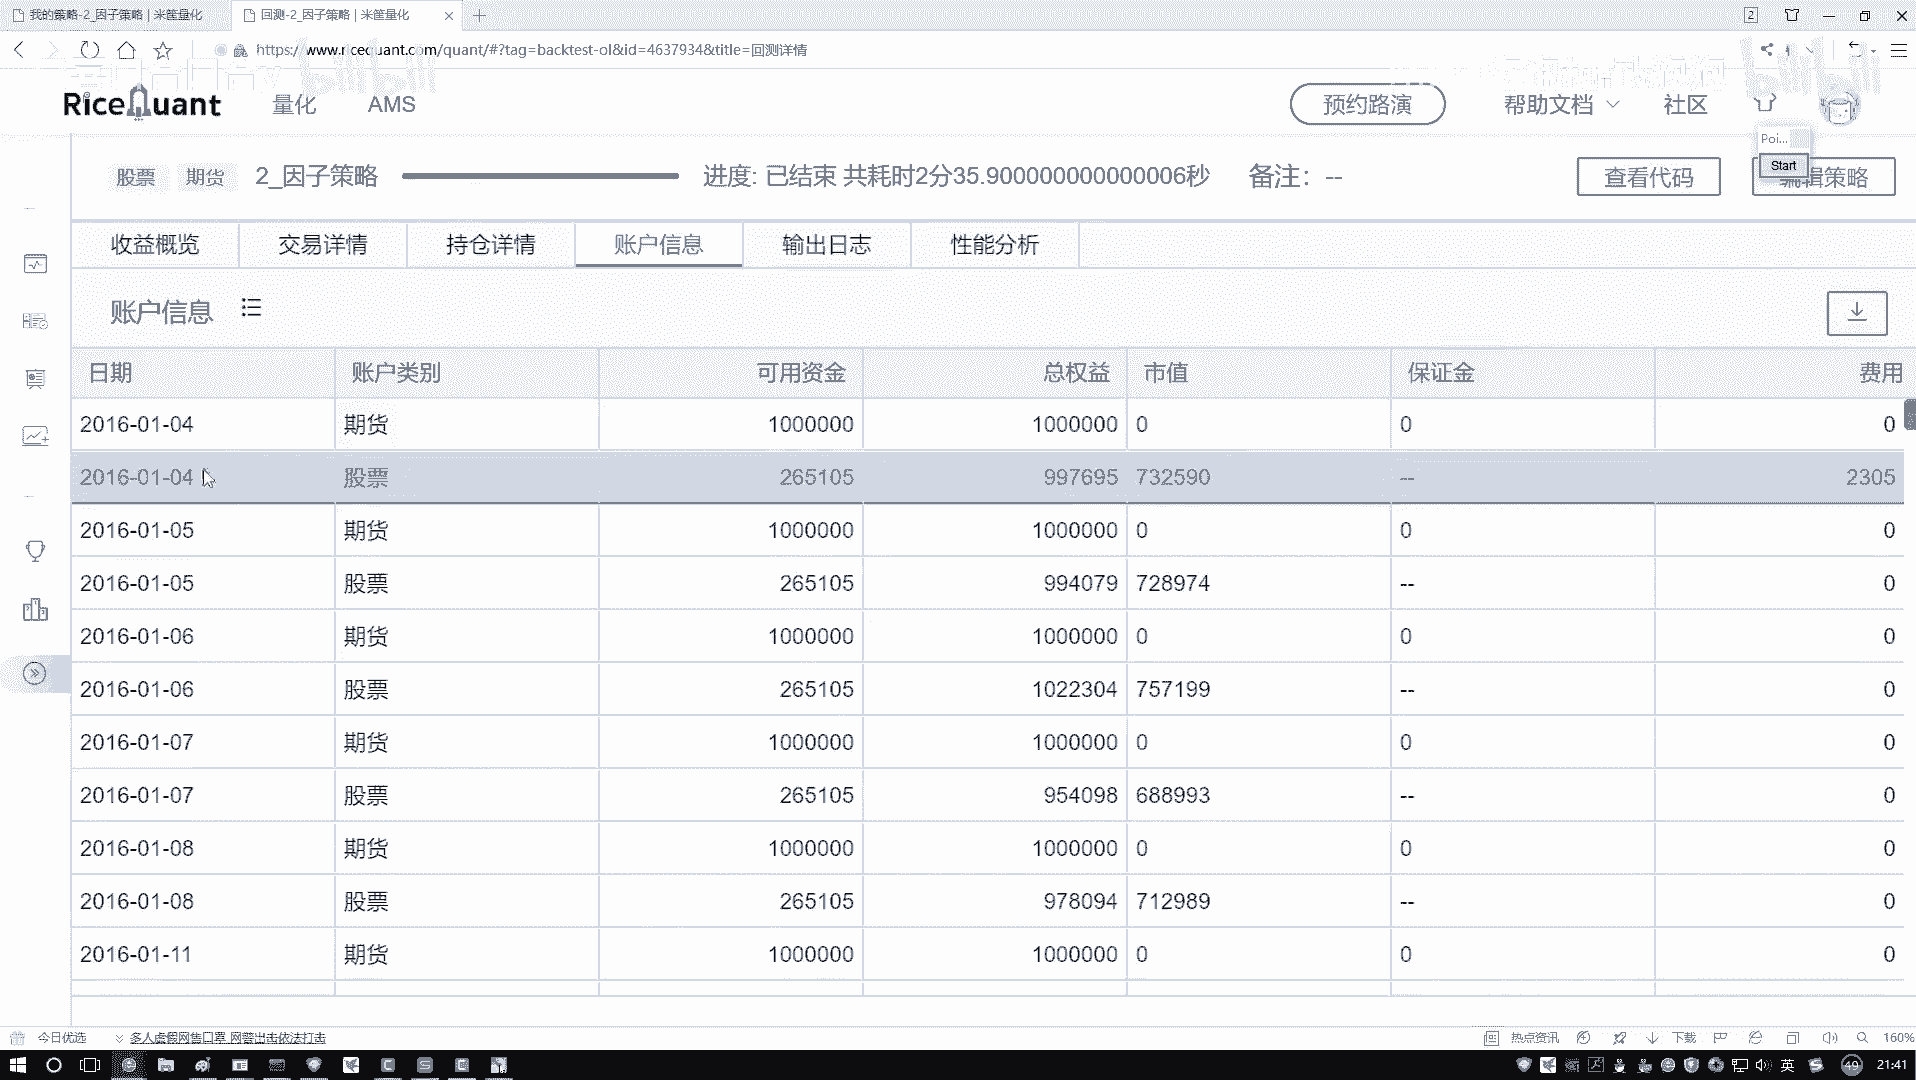 我的策略-2_因子策略 | 米筐量化
回测-2_因子策略 | 米筐量化
2
https://www.ricequant.com/quant/#?tag=backtest-ol&id=4637934&title=回测详情
bilibili
bilibili
RiceQuant
量化
AMS
预约路演
帮助文档
社区
Poi...
Start
股票
期货
2_因子策略
进度: 已结束 共耗时2分35.900000000000006秒
备注: --
查看代码
编辑策略
收益概览
交易详情
持仓详情
账户信息
输出日志
性能分析
账户信息
日期 账户类别 可用资金 总权益 市值 保证金 费用
2016-01-04 期货 1000000 1000000 0 0 0
2016-01-04 股票 265105 997695 732590 -- 2305
2016-01-05 期货 1000000 1000000 0 0 0
2016-01-05 股票 265105 994079 728974 -- 0
2016-01-06 期货 1000000 1000000 0 0 0
2016-01-06 股票 265105 1022304 757199 -- 0
2016-01-07 期货 1000000 1000000 0 0 0
2016-01-07 股票 265105 954098 688993 -- 0
2016-01-08 期货 1000000 1000000 0 0 0
2016-01-08 股票 265105 978094 712989 -- 0
2016-01-11 期货 1000000 1000000 0 0 0
今日优选
多人虚假网售口罩 网警出击依法打击
热点资讯
下载
160%
英
49
21:41